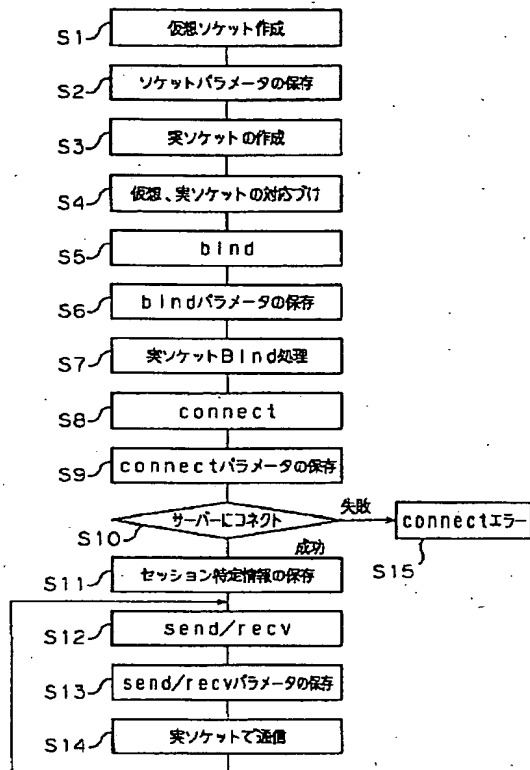 S1 仮想ソケット作成
S2 ソケットパラメータの保存
S3 実ソケットの作成
S4 仮想、実ソケットの対応づけ
S5 bind
S6 bindパラメータの保存
S7 実ソケットBind処理
S8 connect
S9 connectパラメータの保存
失敗
S10 サーバーにコネクト connectエラー
成功
S15
S11 セッション特定情報の保存
S12 send/recv
S13 send/recvパラメータの保存
S14 実ソケットで通信